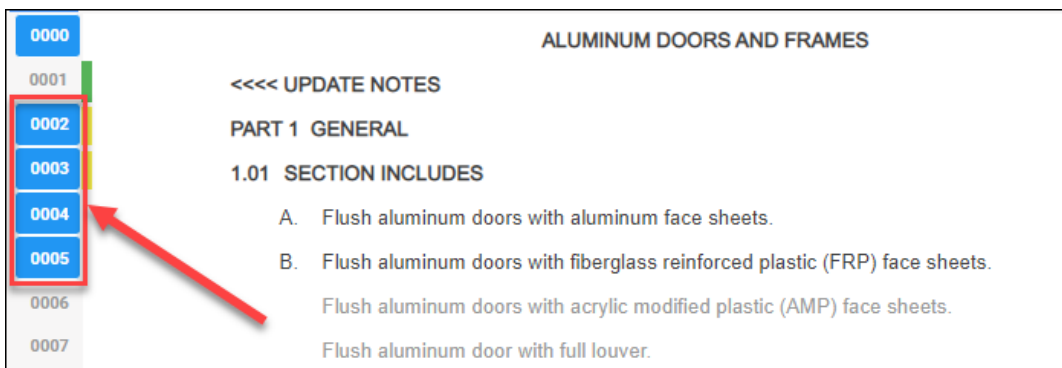 0000 ALUMINUM DOORS AND FRAMES
0001 <<<< UPDATE NOTES
0002 PART 1 GENERAL
0003 1.01 SECTION INCLUDES
0004 A. Flush aluminum doors with aluminum face sheets.
0005 B. Flush aluminum doors with fiberglass reinforced plastic (FRP) face sheets.
0006 Flush aluminum doors with acrylic modified plastic (AMP) face sheets.
0007 Flush aluminum door with full louver.